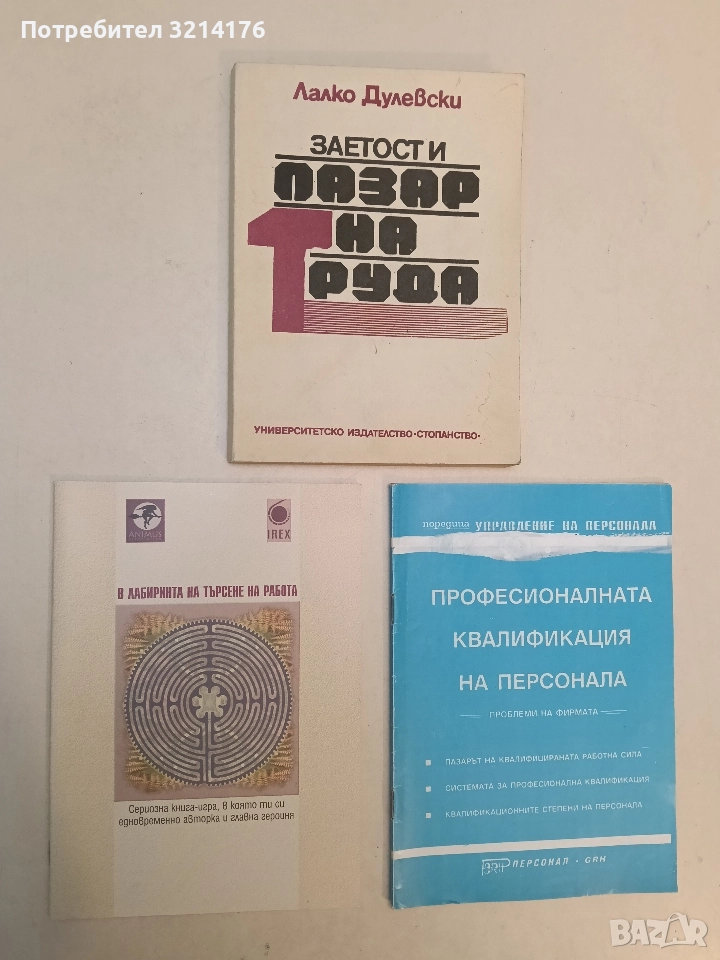 Потребител 3214176
Лалко Дулевски
ЗАЕТОСТ И
ПАЗАР
НА
ТРУДА
УНИВЕРСИТЕТСКО ИЗДАТЕЛСТВО·СТОПАНСТВО·
ANIMUS
IREX
В ЛАБИРИНТА НА ТЪРСЕНЕ НА РАБОТА
Сериозна книга-игра, в която ти си
едновременно авторка и главна героиня
поредица УПРАВЛЕНИЕ НА ПЕРСОНАЛА
ПРОФЕСИОНАЛНАТА
КВАЛИФИКАЦИЯ
НА ПЕРСОНАЛА
ПРОБЛЕМИ НА ФИРМАТА
ПАЗАРЪТ НА КВАЛИФИЦИРАНАТА РАБОТНА СИЛА
СИСТЕМАТА ЗА ПРОФЕСИОНАЛНА КВАЛИФИКАЦИЯ
КВАЛИФИКАЦИОННИТЕ СТЕПЕНИ НА ПЕРСОНАЛА
ПЕРСОНАЛ
BAZAR